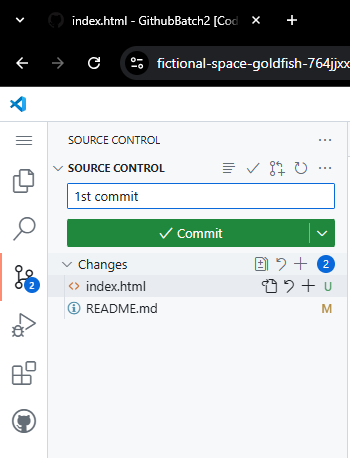 index.html - GithubBatch2 [Cod
fictional-space-goldfish-764jjxx
SOURCE CONTROL
SOURCE CONTROL
1st commit
Commit
Changes 2
index.html U
2
README.md M